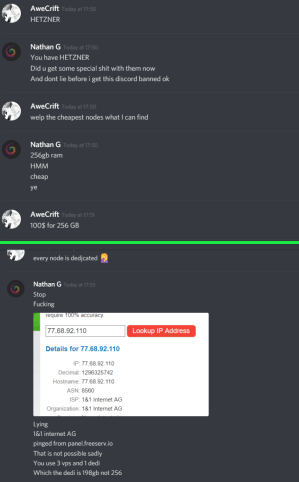 AweCrift Today at 17:50
HETZNER
Nathan G Today at 17:50
You have HETZNER
Did u get some special shit with them now
And dont lie before i get this discord banned ok
AweCrift Today at 17:50
welp the cheapest nodes what I can find
Nathan G Today at 17:50
256gb ram
HMM
cheap
ye
AweCrift Today at 17:51
100$ for 256 GB
every node is dedjcated 🤦
Nathan G Today at 17:53
Stop
Fucking
require 100% accuracy.
77.68.92.110 Lookup IP Address
Details for 77.68.92.110
IP: 77.68.92.110
Decimal: 1296325742
Hostname: 77.68.92.110
ASN: 8560
ISP: 1&1 Internet AG
Organization: 1&1 Internet AG
Lying
1&1 internet AG
pinged from panel.freeserv.io
That is not possible sadly
You use 3 vps and 1 dedi
Which the dedi is 198gb not 256